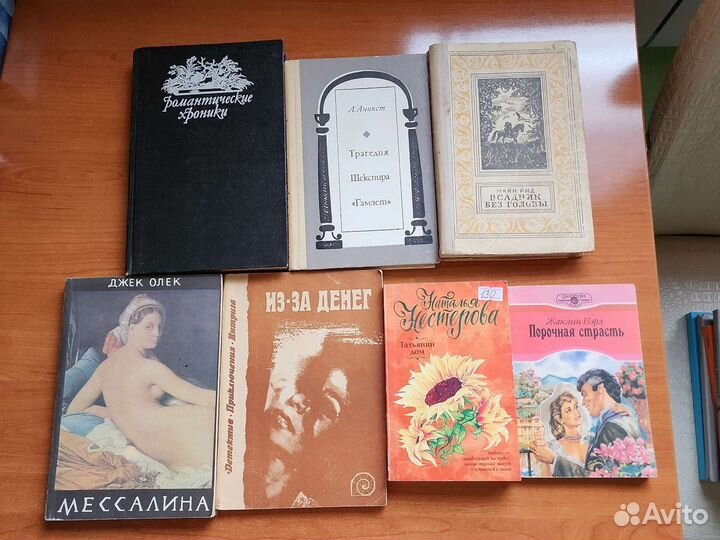 романтические
хроники
А. Аникст
Трагедия
Шекспира
«Гамлет»
МАЙН РИД
ВСАДНИК
БЕЗ ГОЛОВЫ
ДЖЕК ОЛЕК
МЕССАЛИНА
Детектив · Приключения · Интрига
ИЗ-ЗА ДЕНЕГ
130
Наталья
Нестерова
Татьянин
дом
Жаклин Бэрд
Порочная страсть
Avito